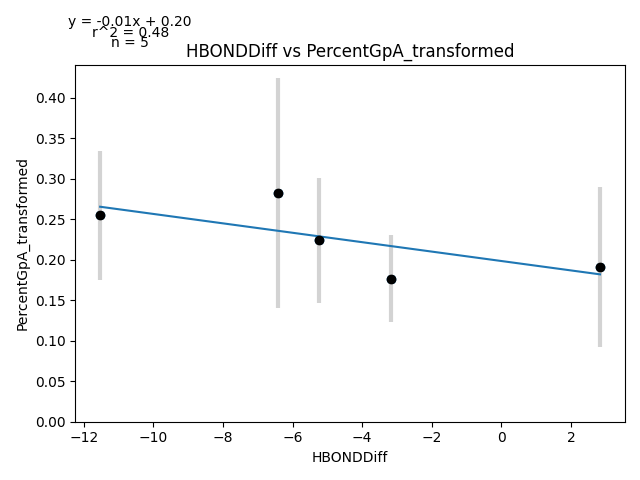 y = -0.01x + 0.20
r^2 = 0.48
n = 5
HBONDDiff vs PercentGpA_transformed
PercentGpA_transformed
0.40
0.35
0.30
0.25
0.20
0.15
0.10
0.05
0.00
−12 −10 −8 −6 −4 −2 0 2
HBONDDiff